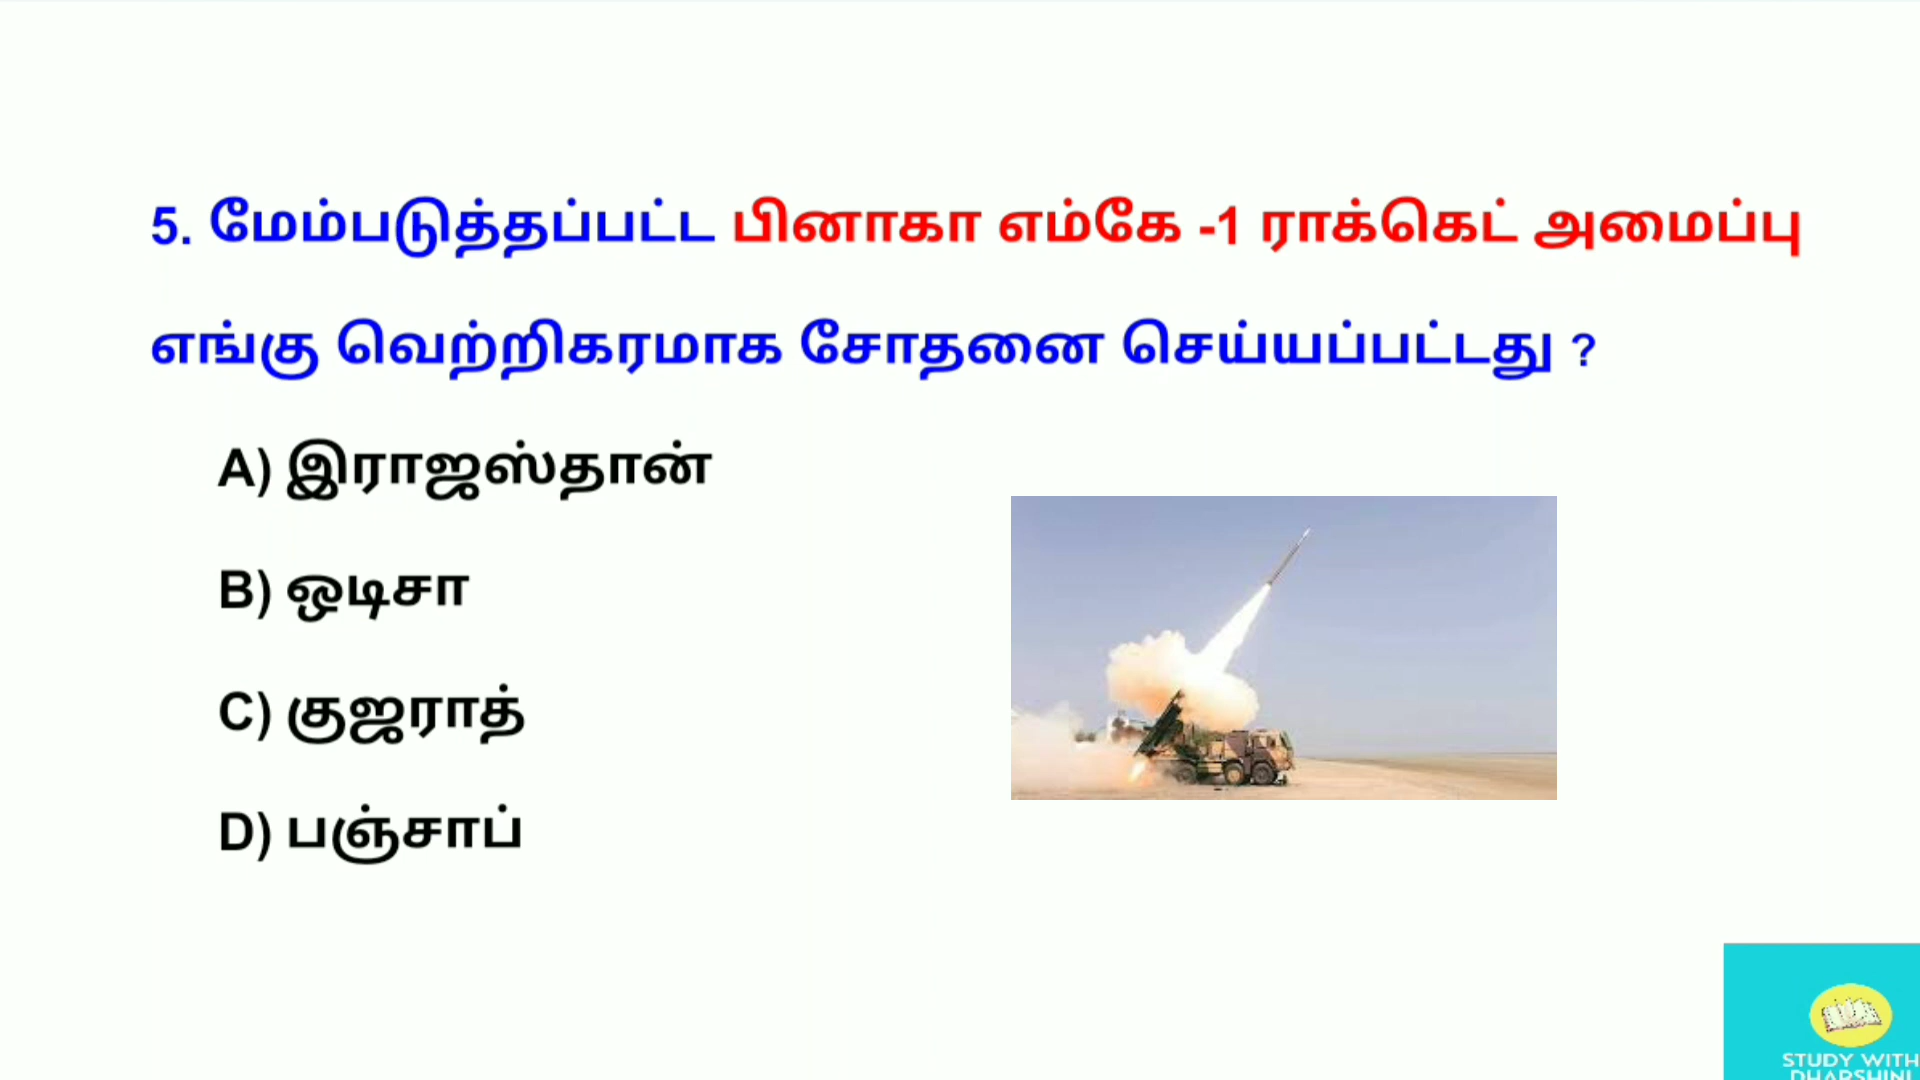 5. மேம்படுத்தப்பட்ட பினாகா எம்கே -1 ராக்கெட் அமைப்பு
எங்கு வெற்றிகரமாக சோதனை செய்யப்பட்டது ?
A) இராஜஸ்தான்
B) ஒடிசா
C) குஜராத்
D) பஞ்சாப்
STUDY WITH
DHARSHINI